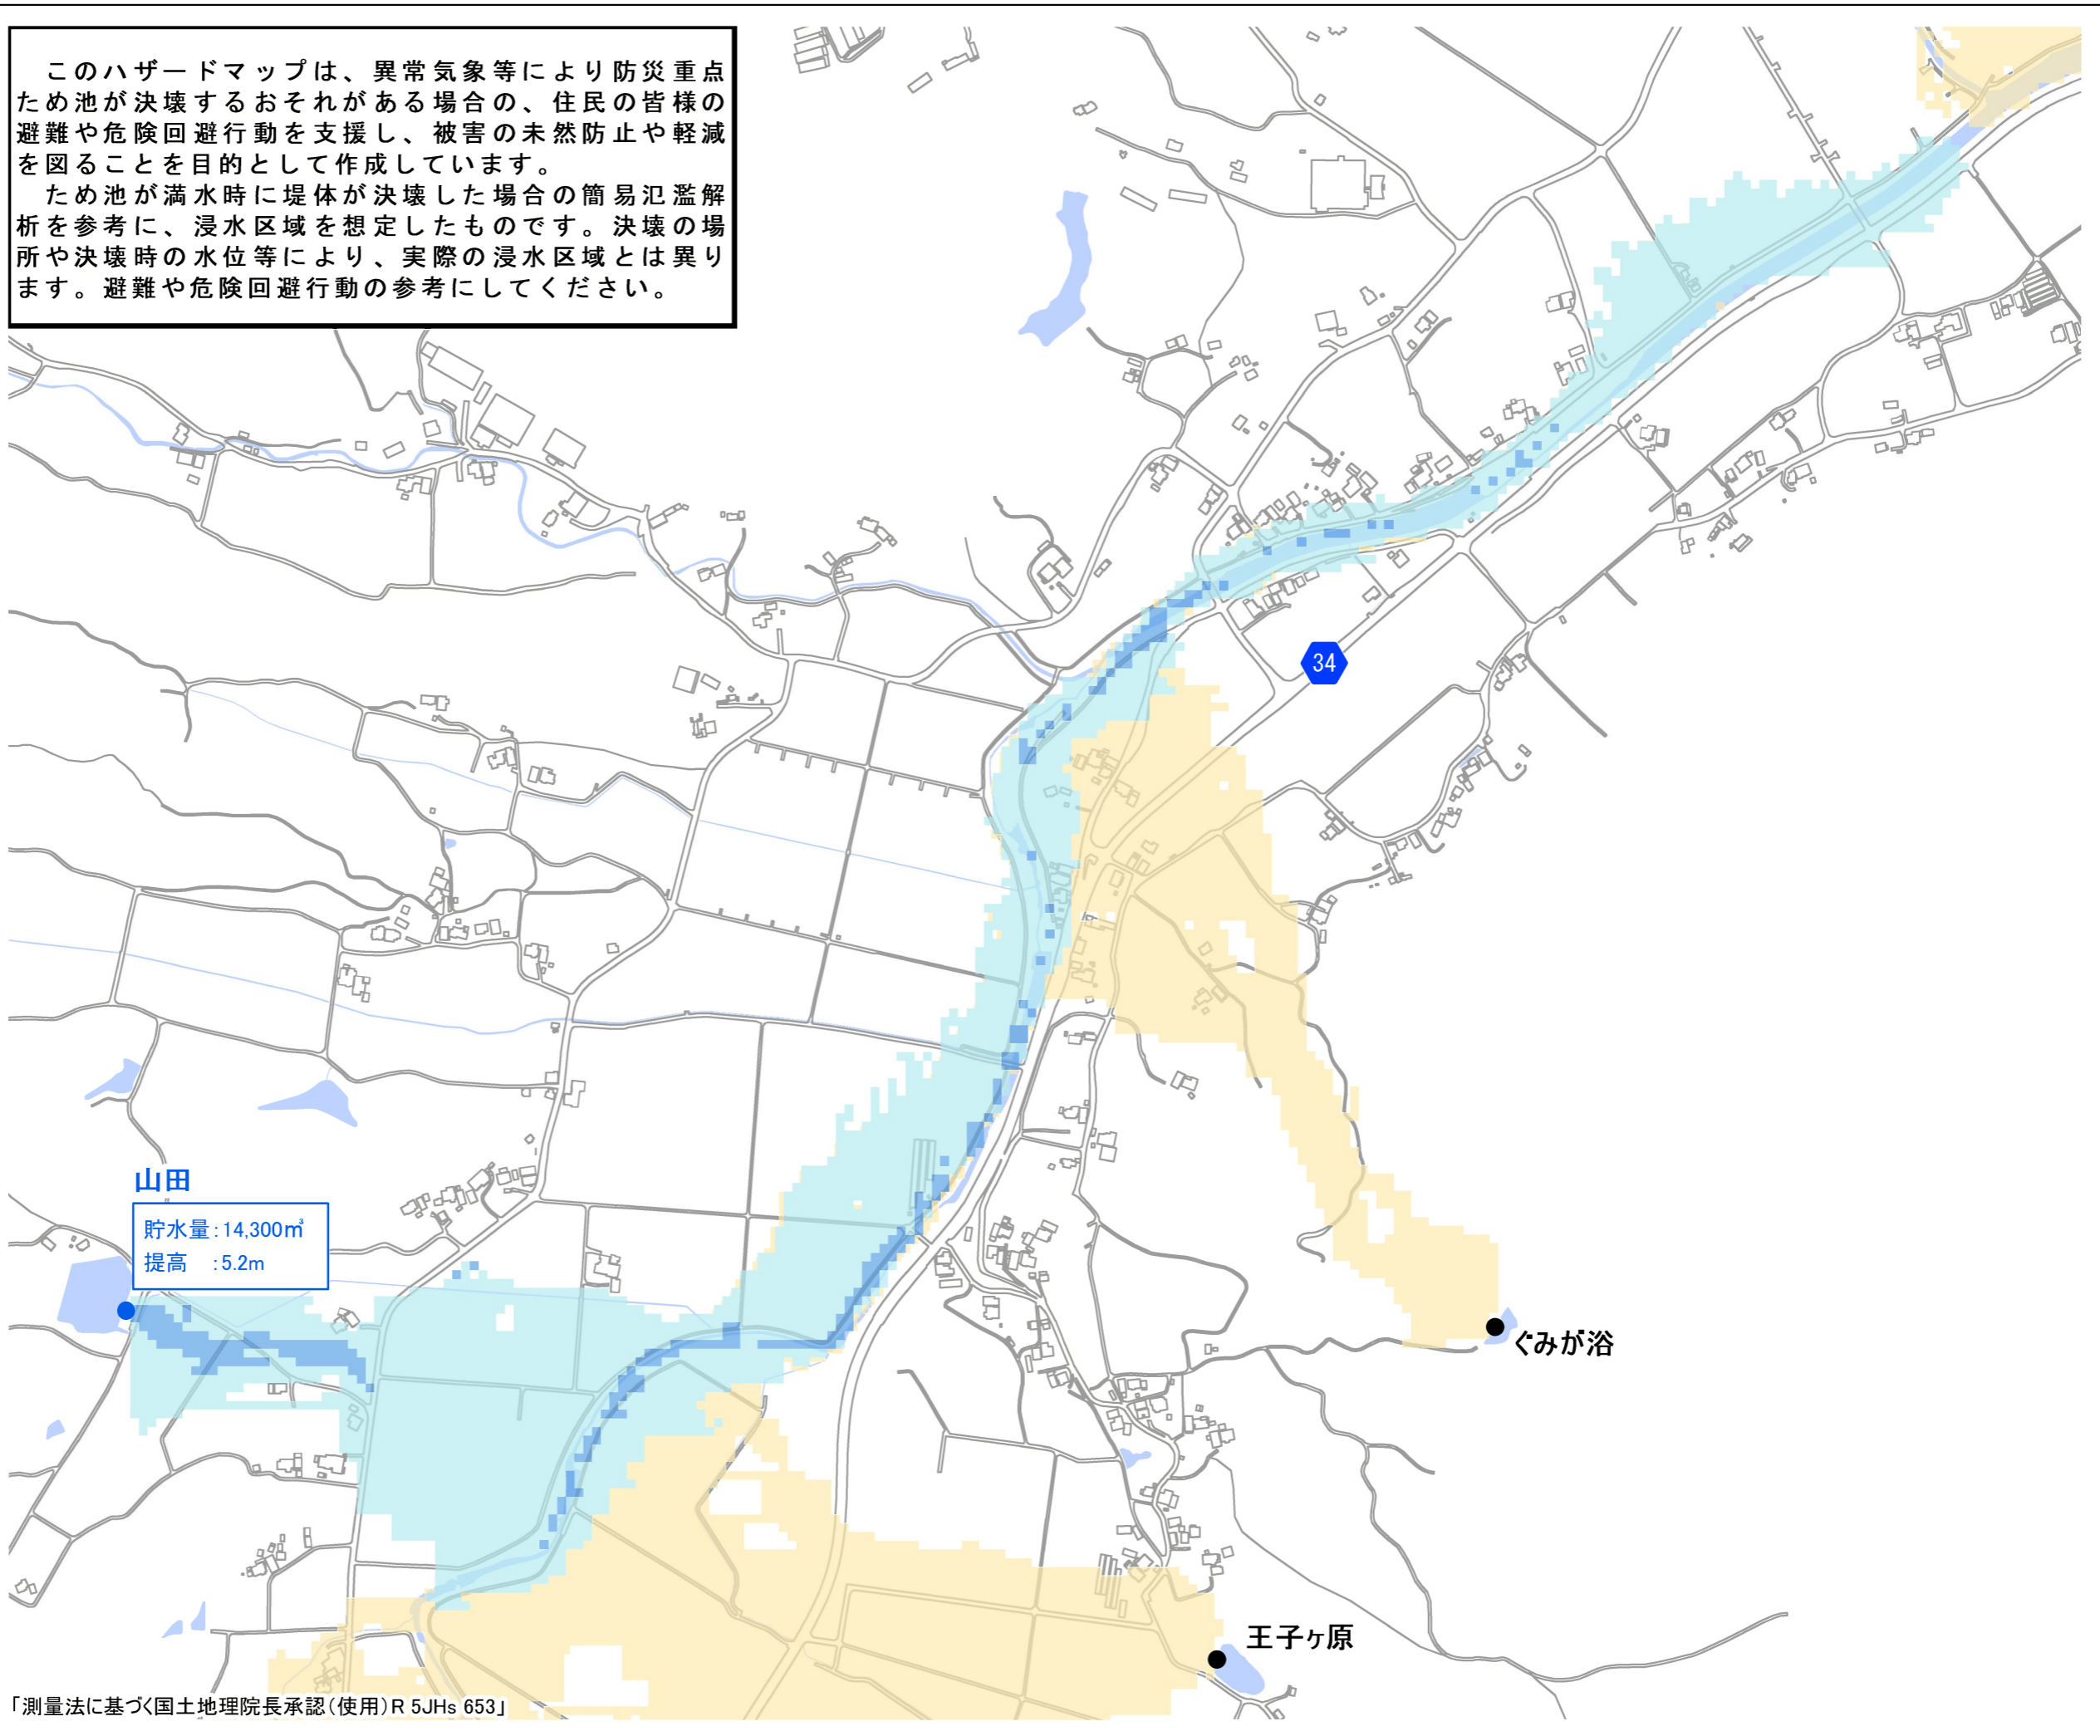 このハザードマップは、異常気象等により防災重点
ため池が決壊するおそれがある場合の、住民の皆様の
避難や危険回避行動を支援し、被害の未然防止や軽減
を図ることを目的として作成しています。
ため池が満水時に堤体が決壊した場合の簡易氾濫解
析を参考に、浸水区域を想定したものです。決壊の場
所や決壊時の水位等により、実際の浸水区域とは異り
ます。避難や危険回避行動の参考にしてください。
34
山田
貯水量:14,300㎥
提高 :5.2m
ぐみが浴
王子ヶ原
「測量法に基づく国土地理院長承認(使用)R 5JHs 653」